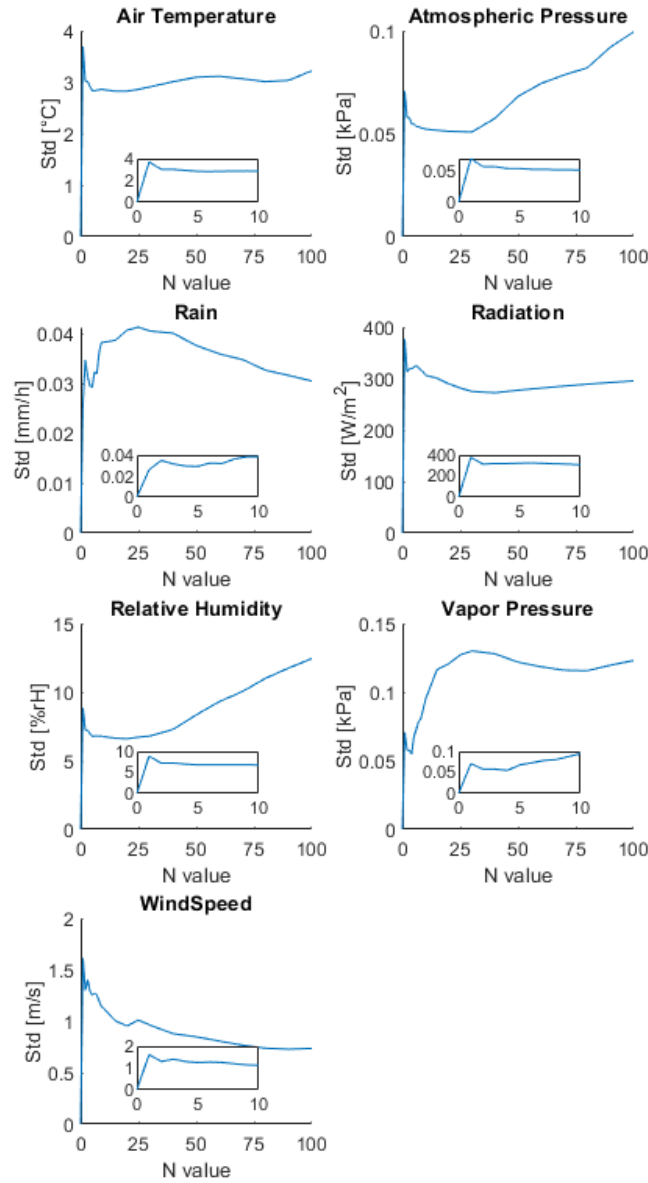 Air Temperature
4
3
2
1
0
Std [°C]
4
2
0
0 5 10
0 25 50 75 100
N value
Atmospheric Pressure
0.1
0.05
0
Std [kPa]
0.05
0
0 5 10
0 25 50 75 100
N value
Rain
0.04
0.03
0.02
0.01
0
Std [mm/h]
0.04
0.02
0
0 5 10
0 25 50 75 100
N value
Radiation
400
300
200
100
0
Std [W/m²]
400
200
0
0 5 10
0 25 50 75 100
N value
Relative Humidity
15
10
5
0
Std [%rH]
10
5
0
0 5 10
0 25 50 75 100
N value
Vapor Pressure
0.15
0.1
0.05
0
Std [kPa]
0.1
0.05
0
0 5 10
0 25 50 75 100
N value
WindSpeed
2
1.5
1
0.5
0
Std [m/s]
2
1
0
0 5 10
0 25 50 75 100
N value